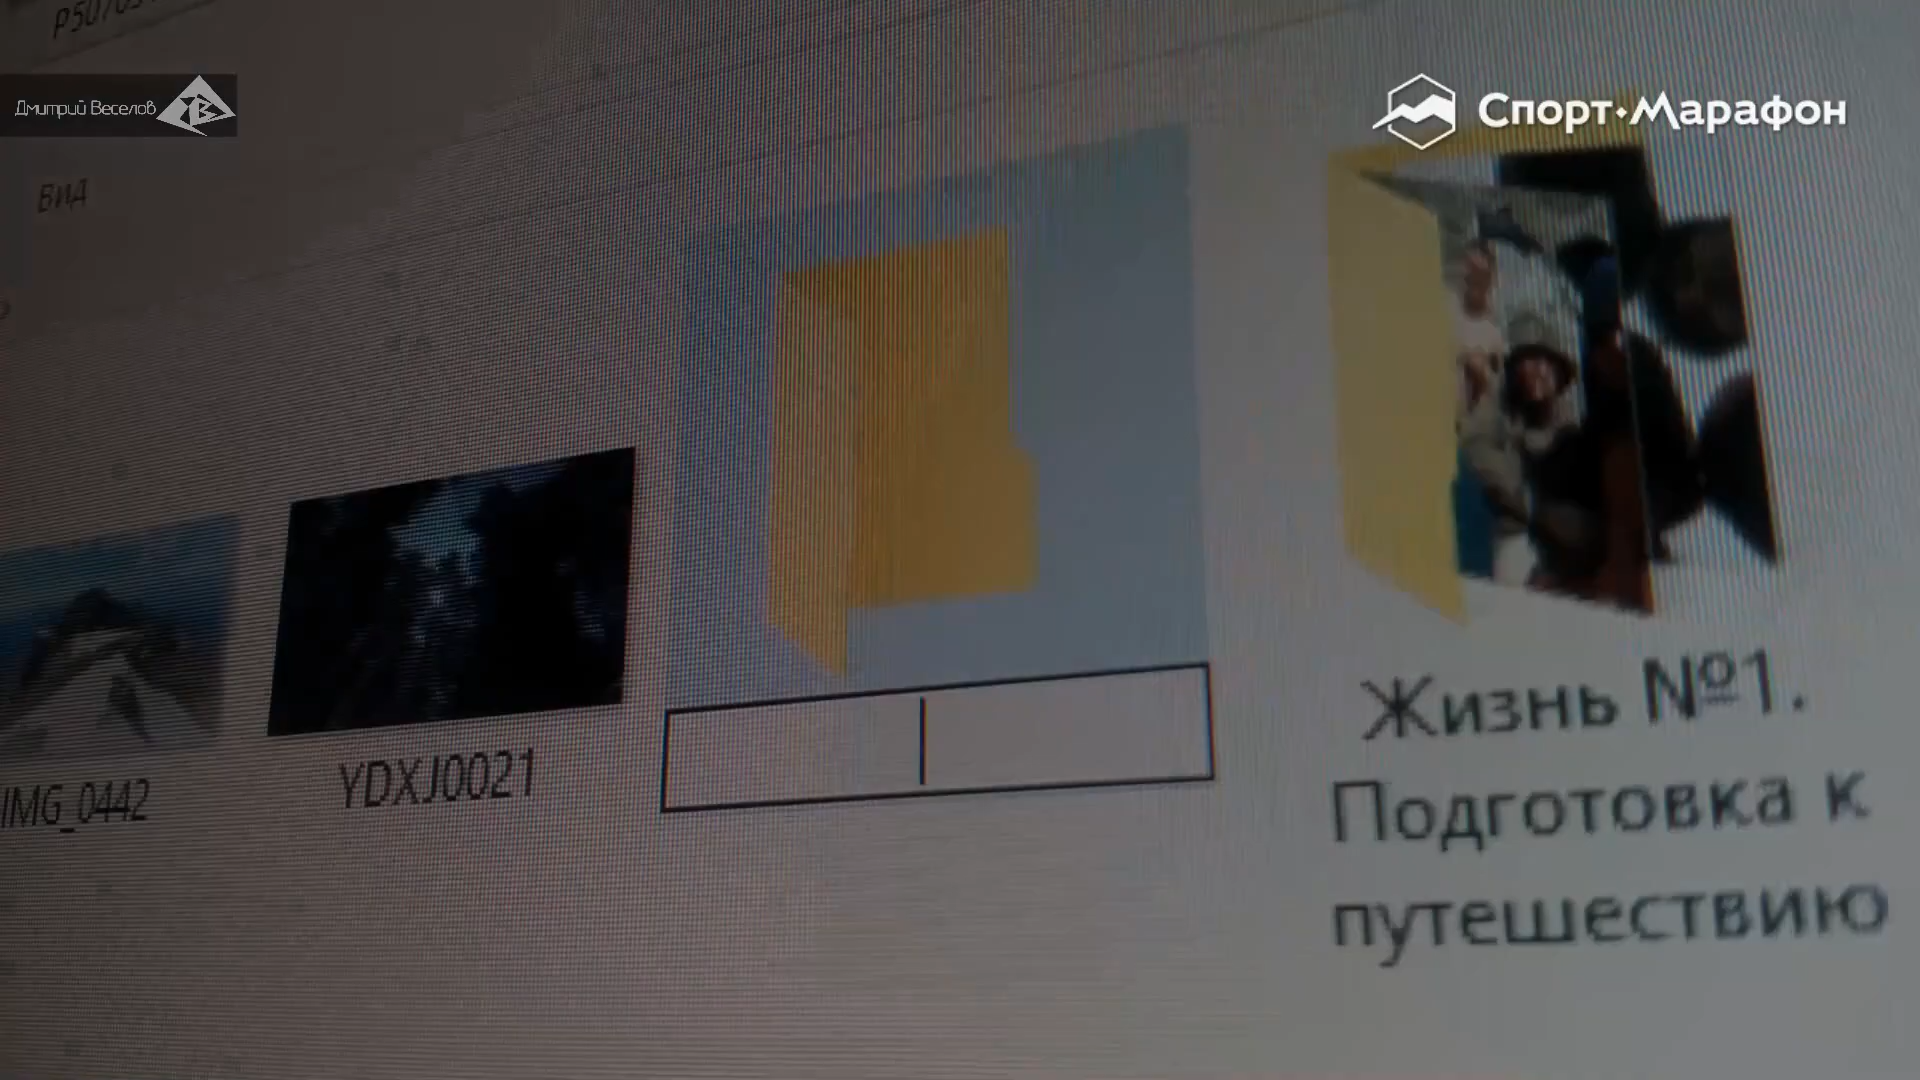 Дмитрий Веселов
Спорт•Марафон
Вид
IMG_0442
YDXJ0021
Жизнь №1.
Подготовка к
путешествию